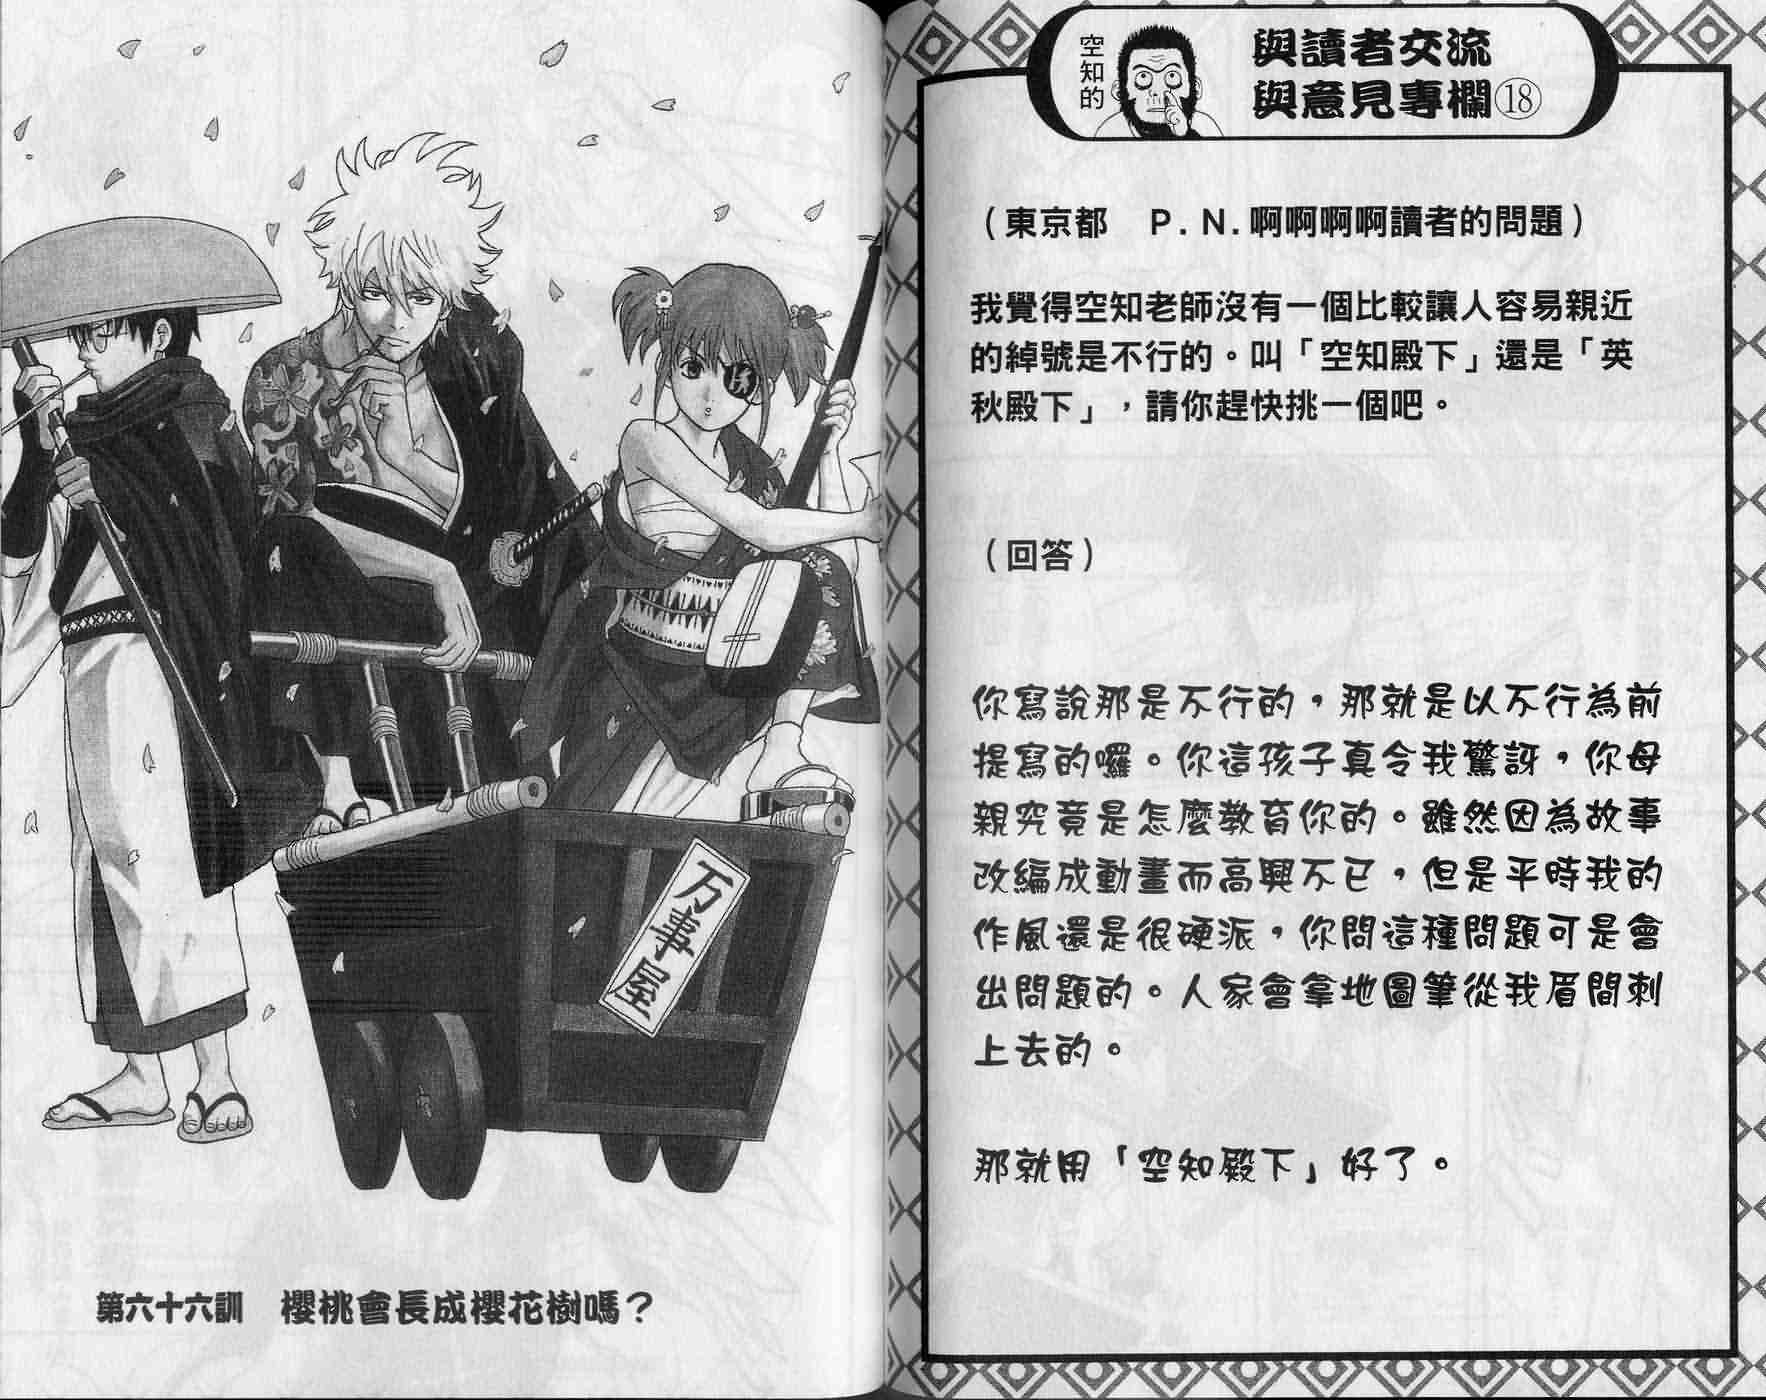 空知的
與讀者交流
與意見專欄⑱
（東京都　P.N.啊啊啊啊讀者的問題）
我覺得空知老師沒有一個比較讓人容易親近
的綽號是不行的。叫「空知殿下」還是「英
秋殿下」，請你趕快挑一個吧。
（回答）
你寫說那是不行的，那就是以不行為前
提寫的囉。你這孩子真令我驚訝，你母
親究竟是怎麼教育你的。雖然因為故事
改編成動畫而高興不已，但是平時我的
作風還是很硬派，你問這種問題可是會
出問題的。人家會拿地圖筆從我眉間刺
上去的。
那就用「空知殿下」好了。
万事屋
第六十六訓　櫻桃會長成櫻花樹嗎？